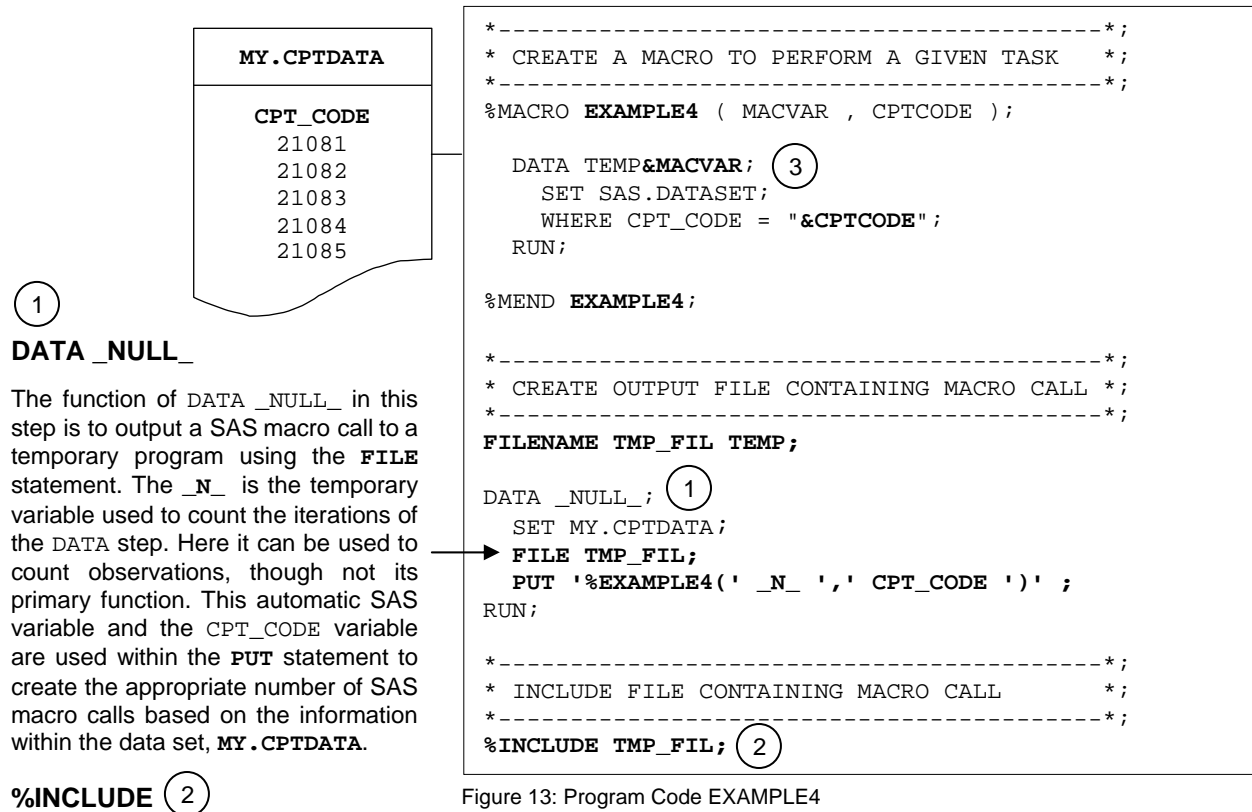 MY.CPTDATA
CPT_CODE
21081
21082
21083
21084
21085
1
DATA _NULL_
The function of DATA _NULL_ in this
step is to output a SAS macro call to a
temporary program using the FILE
statement. The _N_ is the temporary
variable used to count the iterations of
the DATA step. Here it can be used to
count observations, though not its
primary function. This automatic SAS
variable and the CPT_CODE variable
are used within the PUT statement to
create the appropriate number of SAS
macro calls based on the information
within the data set, MY.CPTDATA.
%INCLUDE 2
*------------------------------------------*;
* CREATE A MACRO TO PERFORM A GIVEN TASK   *;
*------------------------------------------*;
%MACRO EXAMPLE4 ( MACVAR , CPTCODE );
DATA TEMP&MACVAR; 3
SET SAS.DATASET;
WHERE CPT_CODE = "&CPTCODE";
RUN;
%MEND EXAMPLE4;
*------------------------------------------*;
* CREATE OUTPUT FILE CONTAINING MACRO CALL *;
*------------------------------------------*;
FILENAME TMP_FIL TEMP;
DATA _NULL_; 1
SET MY.CPTDATA;
FILE TMP_FIL;
PUT '%EXAMPLE4(' _N_ ',' CPT_CODE ')' ;
RUN;
*------------------------------------------*;
* INCLUDE FILE CONTAINING MACRO CALL       *;
*------------------------------------------*;
%INCLUDE TMP_FIL; 2
Figure 13: Program Code EXAMPLE4